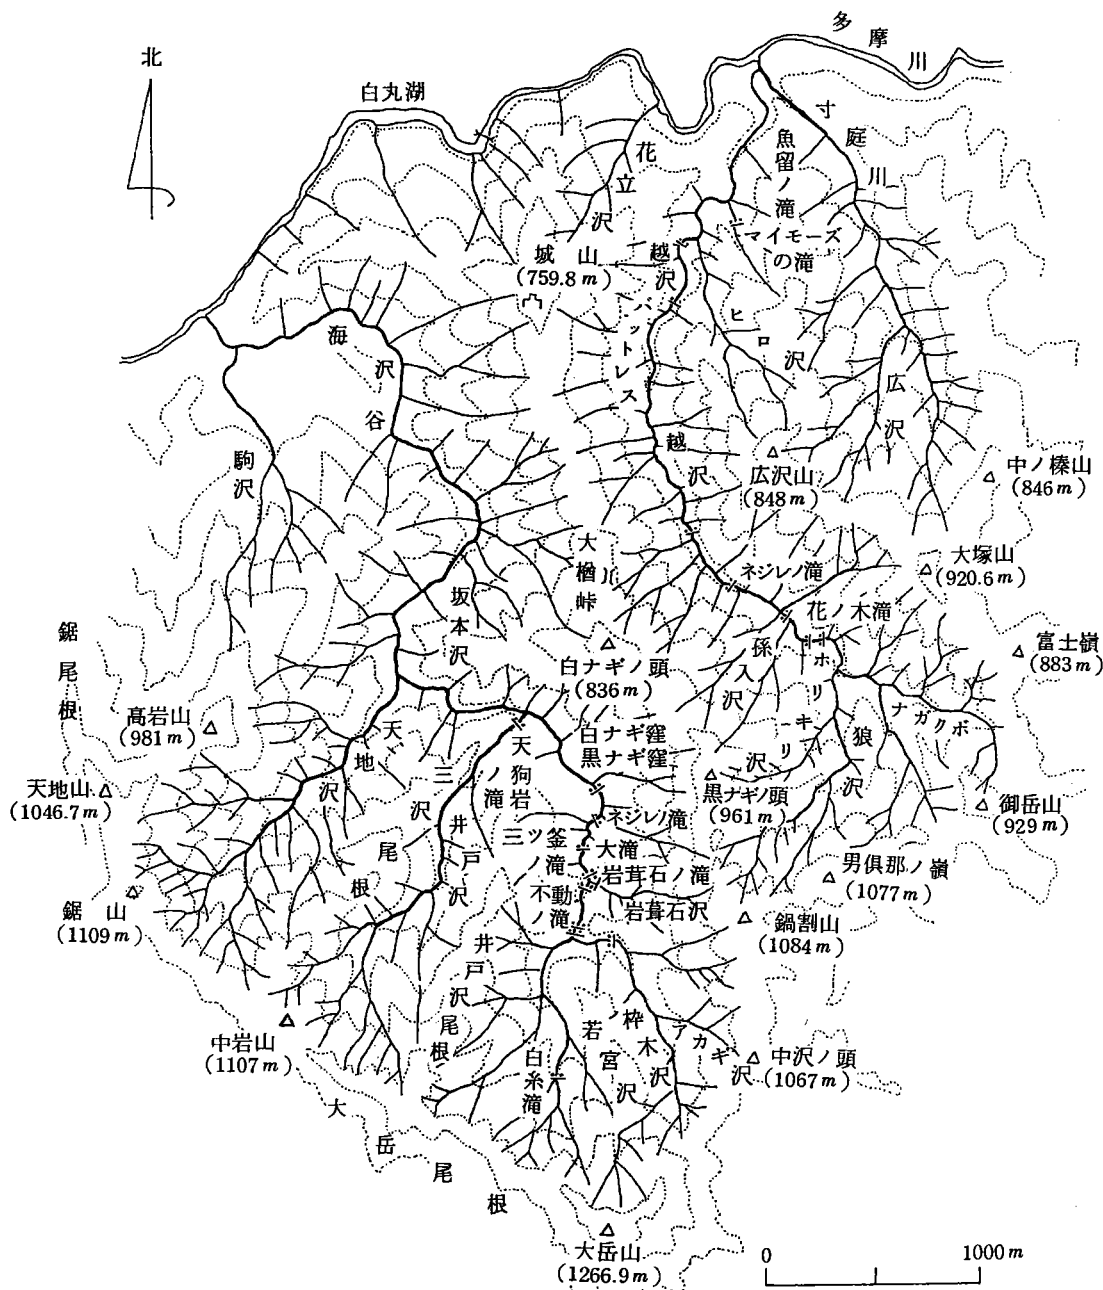 多摩川
北
白丸湖
寸庭川
魚留ノ滝
花立沢
マイモーズ
の滝
城山
(759.8m)
越沢バットレス
ヒロ沢
海沢谷
広沢
越沢
駒沢
広沢山
(848m)
中ノ榛山
(846m)
大楢峠
ネジレノ滝
大塚山
(920.6m)
坂本沢
花ノ木滝
鋸尾根
孫入沢
ホリ
富士嶺
(883m)
白ナギノ頭
(836m)
高岩山
(981m)
天地沢
白ナギ窪
黒ナギ窪
キリ沢
狼沢
ナガクボ
天狗岩ノ滝
三沢尾根
天地山
(1046.7m)
黒ナギノ頭
(961m)
御岳山
(929m)
ネジレノ滝
三ツ釜ノ滝
大滝
井戸沢
岩茸石ノ滝
男倶那ノ嶺
(1077m)
不動ノ滝
岩茸石沢
鋸山
(1109m)
鍋割山
(1084m)
井戸沢尾根
中岩山
(1107m)
若宮沢
枠木沢
中沢ノ頭
(1067m)
白糸滝
大岳尾根
大岳山
(1266.9m)
0 1000m